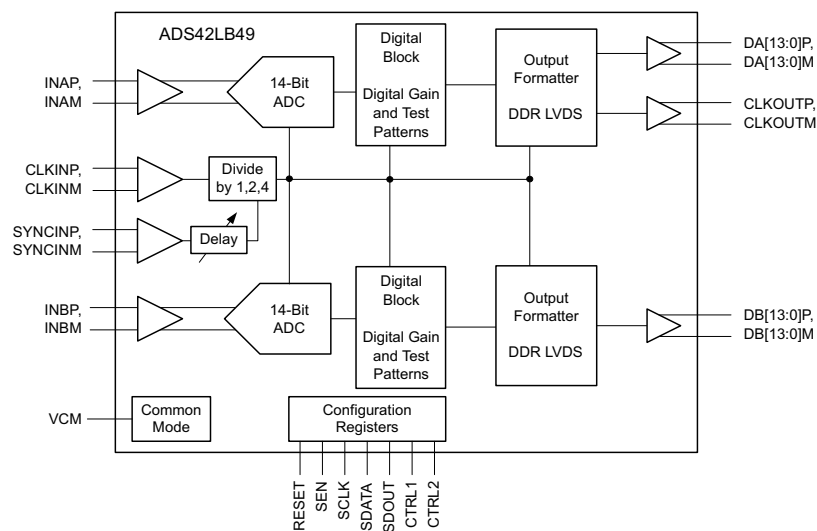 ADS42LB49
INAP,
INAM
14-Bit
ADC
Digital
Block
Digital Gain
and Test
Patterns
Output
Formatter
DDR LVDS
DA[13:0]P,
DA[13:0]M
CLKOUTP,
CLKOUTM
CLKINP,
CLKINM
Divide
by 1,2,4
SYNCINP,
SYNCINM
Delay
INBP,
INBM
14-Bit
ADC
Digital
Block
Digital Gain
and Test
Patterns
Output
Formatter
DDR LVDS
DB[13:0]P,
DB[13:0]M
VCM
Common
Mode
Configuration
Registers
RESET
SEN
SCLK
SDATA
SDOUT
CTRL1
CTRL2